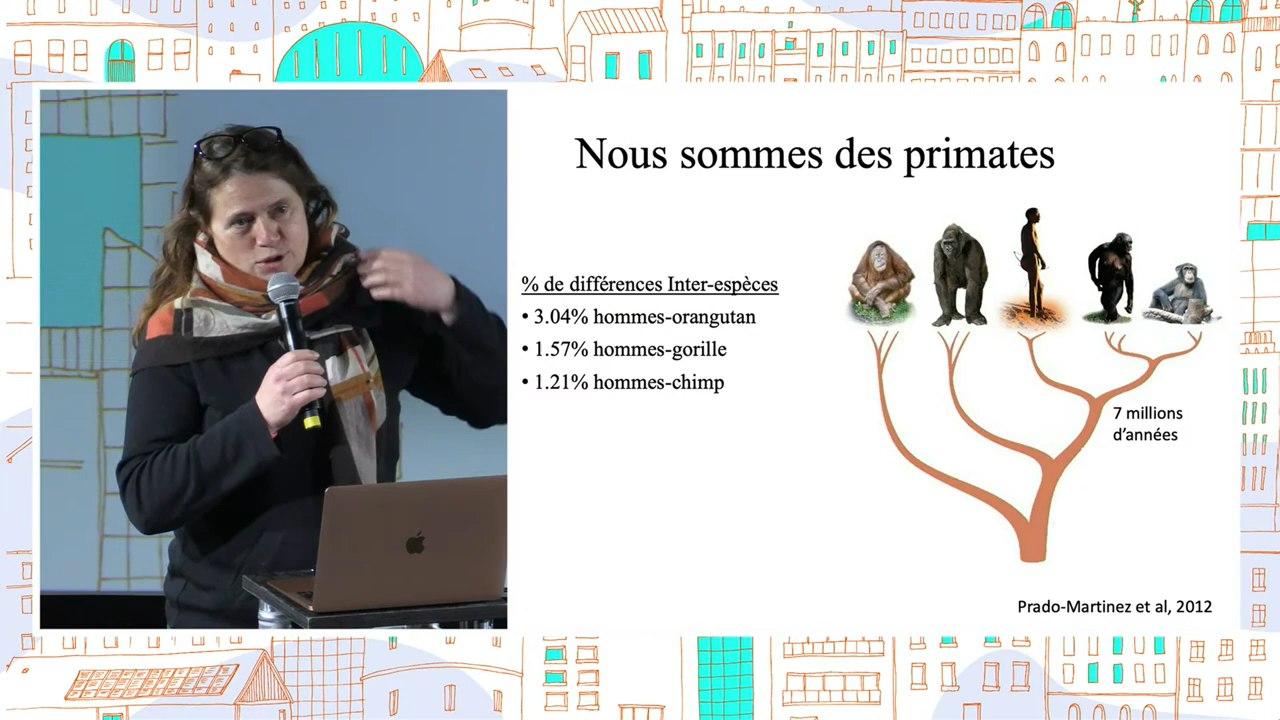 Nous sommes des primates
% de différences Inter-espèces
• 3.04% hommes-orangutan
• 1.57% hommes-gorille
• 1.21% hommes-chimp
7 millions
d'années
Prado-Martinez et al, 2012